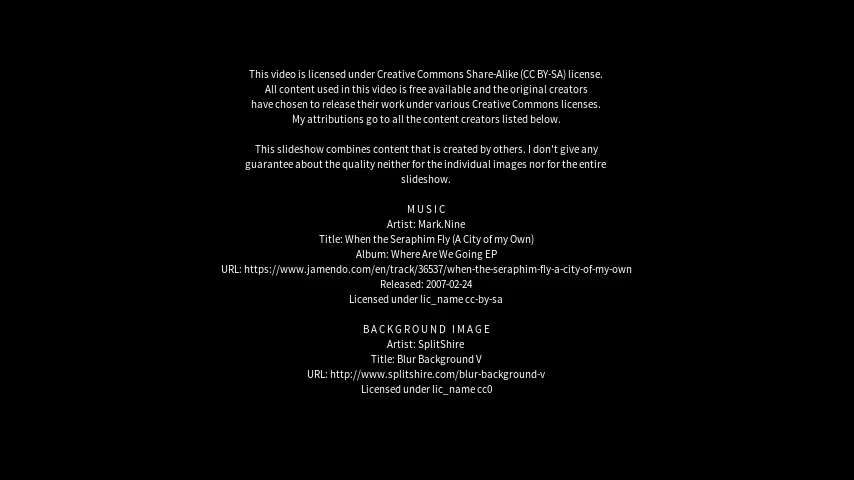 This video is licensed under Creative Commons Share-Alike (CC BY-SA) license.
All content used in this video is free available and the original creators
have chosen to release their work under various Creative Commons licenses.
My attributions go to all the content creators listed below.
This slideshow combines content that is created by others. I don't give any
guarantee about the quality neither for the individual images nor for the entire
slideshow.
MUSIC
Artist: Mark.Nine
Title: When the Seraphim Fly (A City of my Own)
Album: Where Are We Going EP
URL: https://www.jamendo.com/en/track/36537/when-the-seraphim-fly-a-city-of-my-own
Released: 2007-02-24
Licensed under lic_name cc-by-sa
BACKGROUND IMAGE
Artist: SplitShire
Title: Blur Background V
URL: http://www.splitshire.com/blur-background-v
Licensed under lic_name cc0